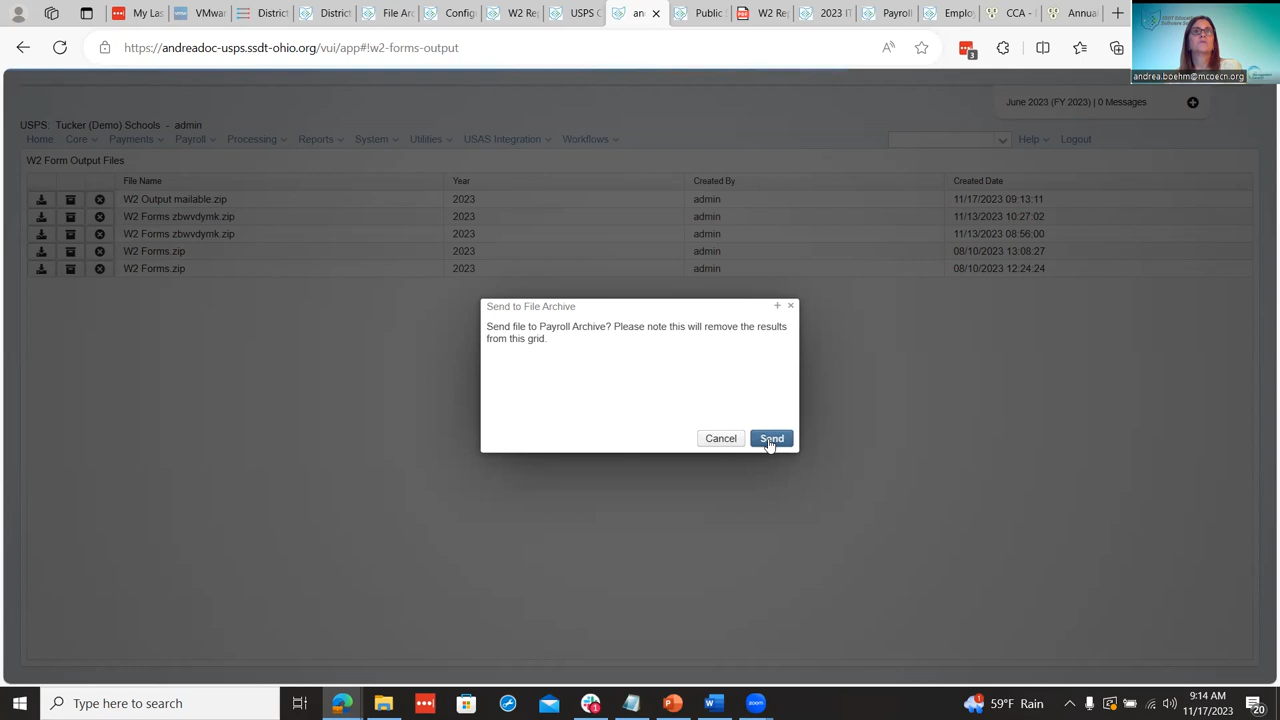 My Las
VMwar
District
District
File Arc
Config
W2 Re
USPS C
an
Public
W2 Re
2023 IT
Payroll
Emplo
CCA -
Annua
https://andreadoc-usps.ssdt-ohio.org/vui/app#!w2-forms-output
3
andrea.boehm@mcoecn.org
June 2023 (FY 2023) | 0 Messages
USPS: Tucker (Demo) Schools - admin
Home Core Payments Payroll Processing Reports System Utilities USAS Integration Workflows Help Logout
W2 Form Output Files
File Name Year Created By Created Date
W2 Output mailable.zip 2023 admin 11/17/2023 09:13:11
W2 Forms zbwvdymk.zip 2023 admin 11/13/2023 10:27:02
W2 Forms zbwvdymk.zip 2023 admin 11/13/2023 08:56:00
W2 Forms.zip 2023 admin 08/10/2023 13:08:27
W2 Forms.zip 2023 admin 08/10/2023 12:24:24
Send to File Archive
Send file to Payroll Archive? Please note this will remove the results
from this grid.
Cancel Send
Type here to search
59°F Rain
9:14 AM
11/17/2023
20